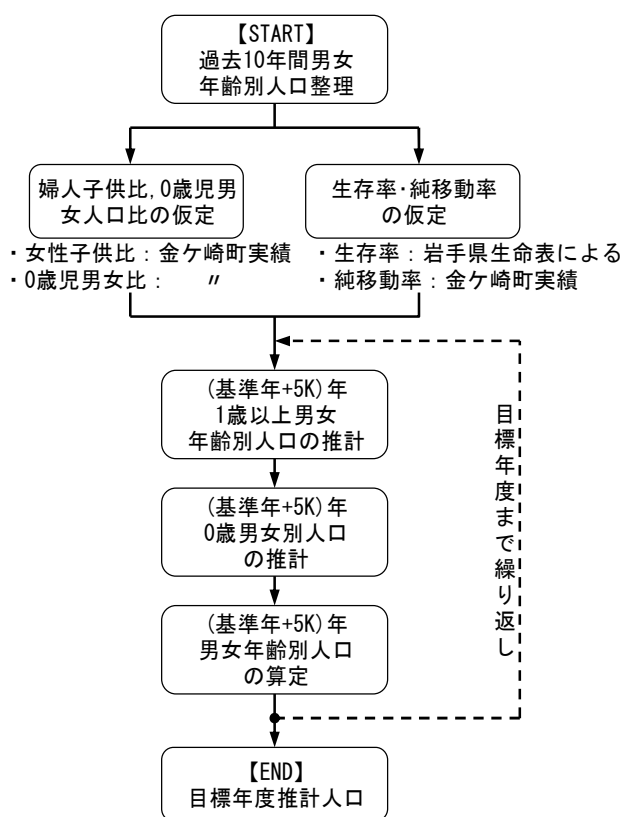 【START】
過去10年間男女
年齢別人口整理
婦人子供比,0歳児男
女人口比の仮定
・女性子供比：金ケ崎町実績
・0歳児男女比：　〃
生存率･純移動率
の仮定
・生存率：岩手県生命表による
・純移動率：金ケ崎町実績
(基準年+5K)年
1歳以上男女
年齢別人口の推計
(基準年+5K)年
0歳男女別人口
の推計
(基準年+5K)年
男女年齢別人口
の算定
目標年度まで繰り返し
【END】
目標年度推計人口